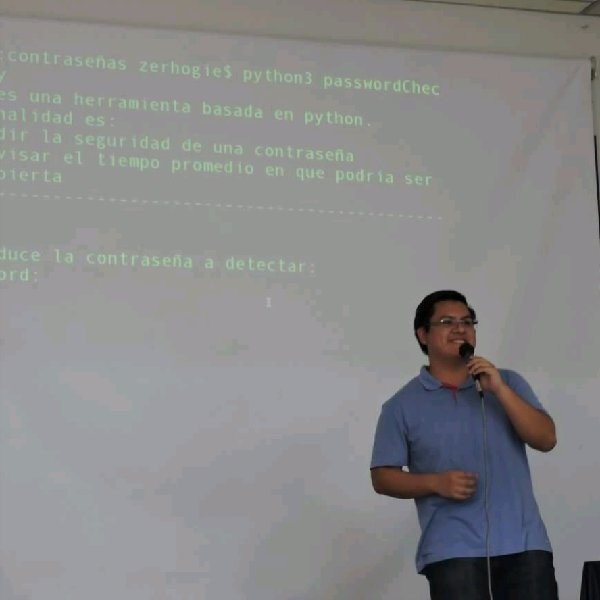 :contraseñas zerhogie$ python3 passwordChec
y
es una herramienta basada en python.
nalidad es:
dir la seguridad de una contraseña
visar el tiempo promedio en que podría ser
bierta
-----------------------------------------
duce la contraseña a detectar:
ord: